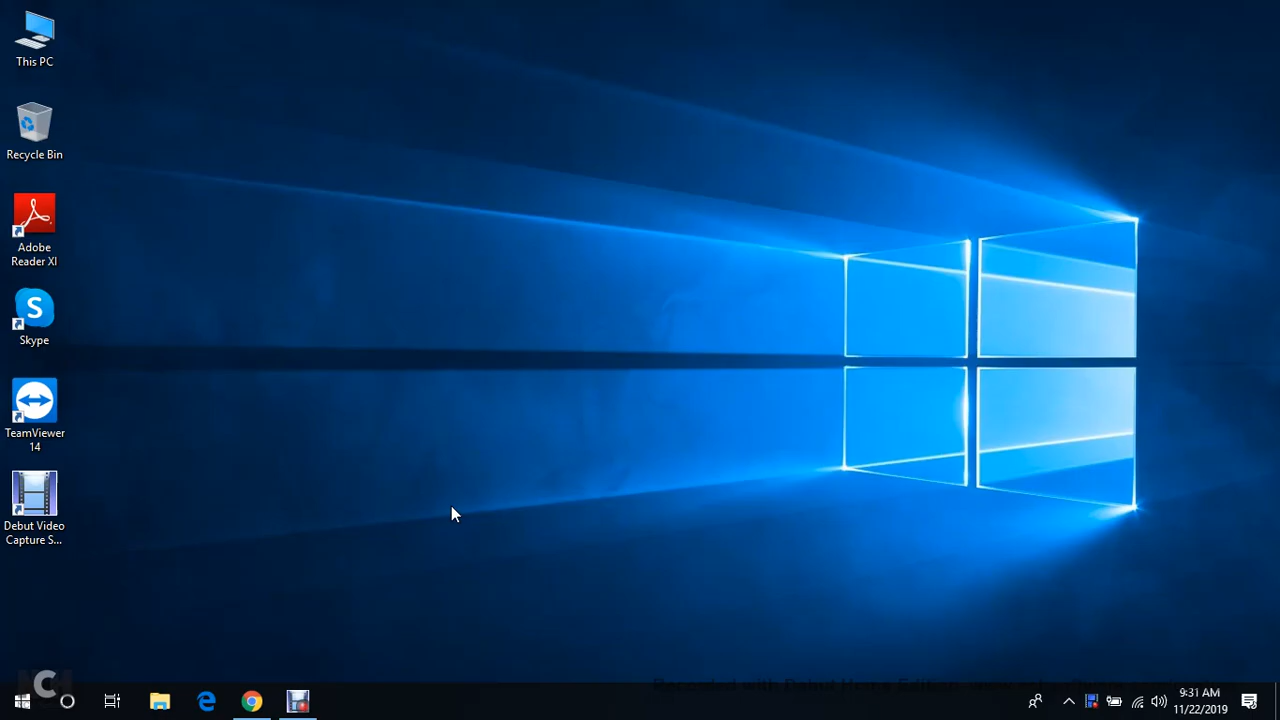 This PC
Recycle Bin
Adobe
Reader XI
Skype
TeamViewer
14
Debut Video
Capture S...
9:31 AM
11/22/2019